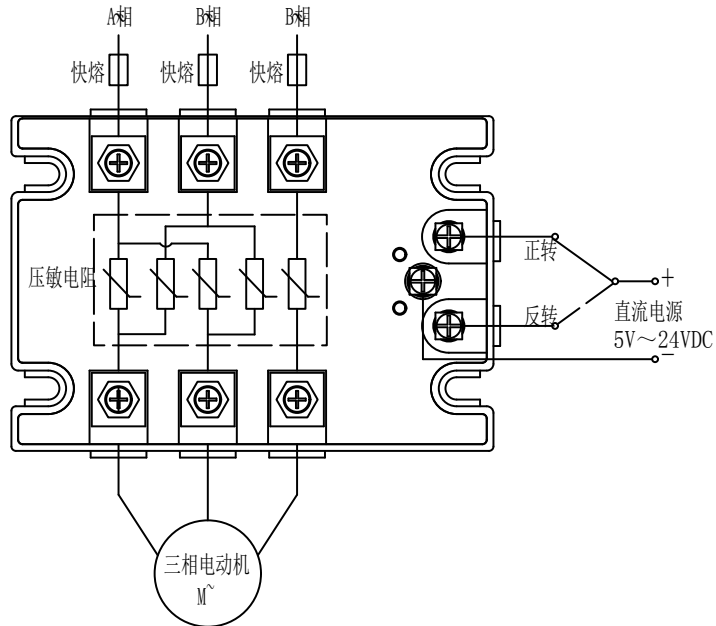 A相 B相 B相
快熔 快熔 快熔
压敏电阻
正转
反转
+
直流电源
5V～24VDC
-
三相电动机
M~